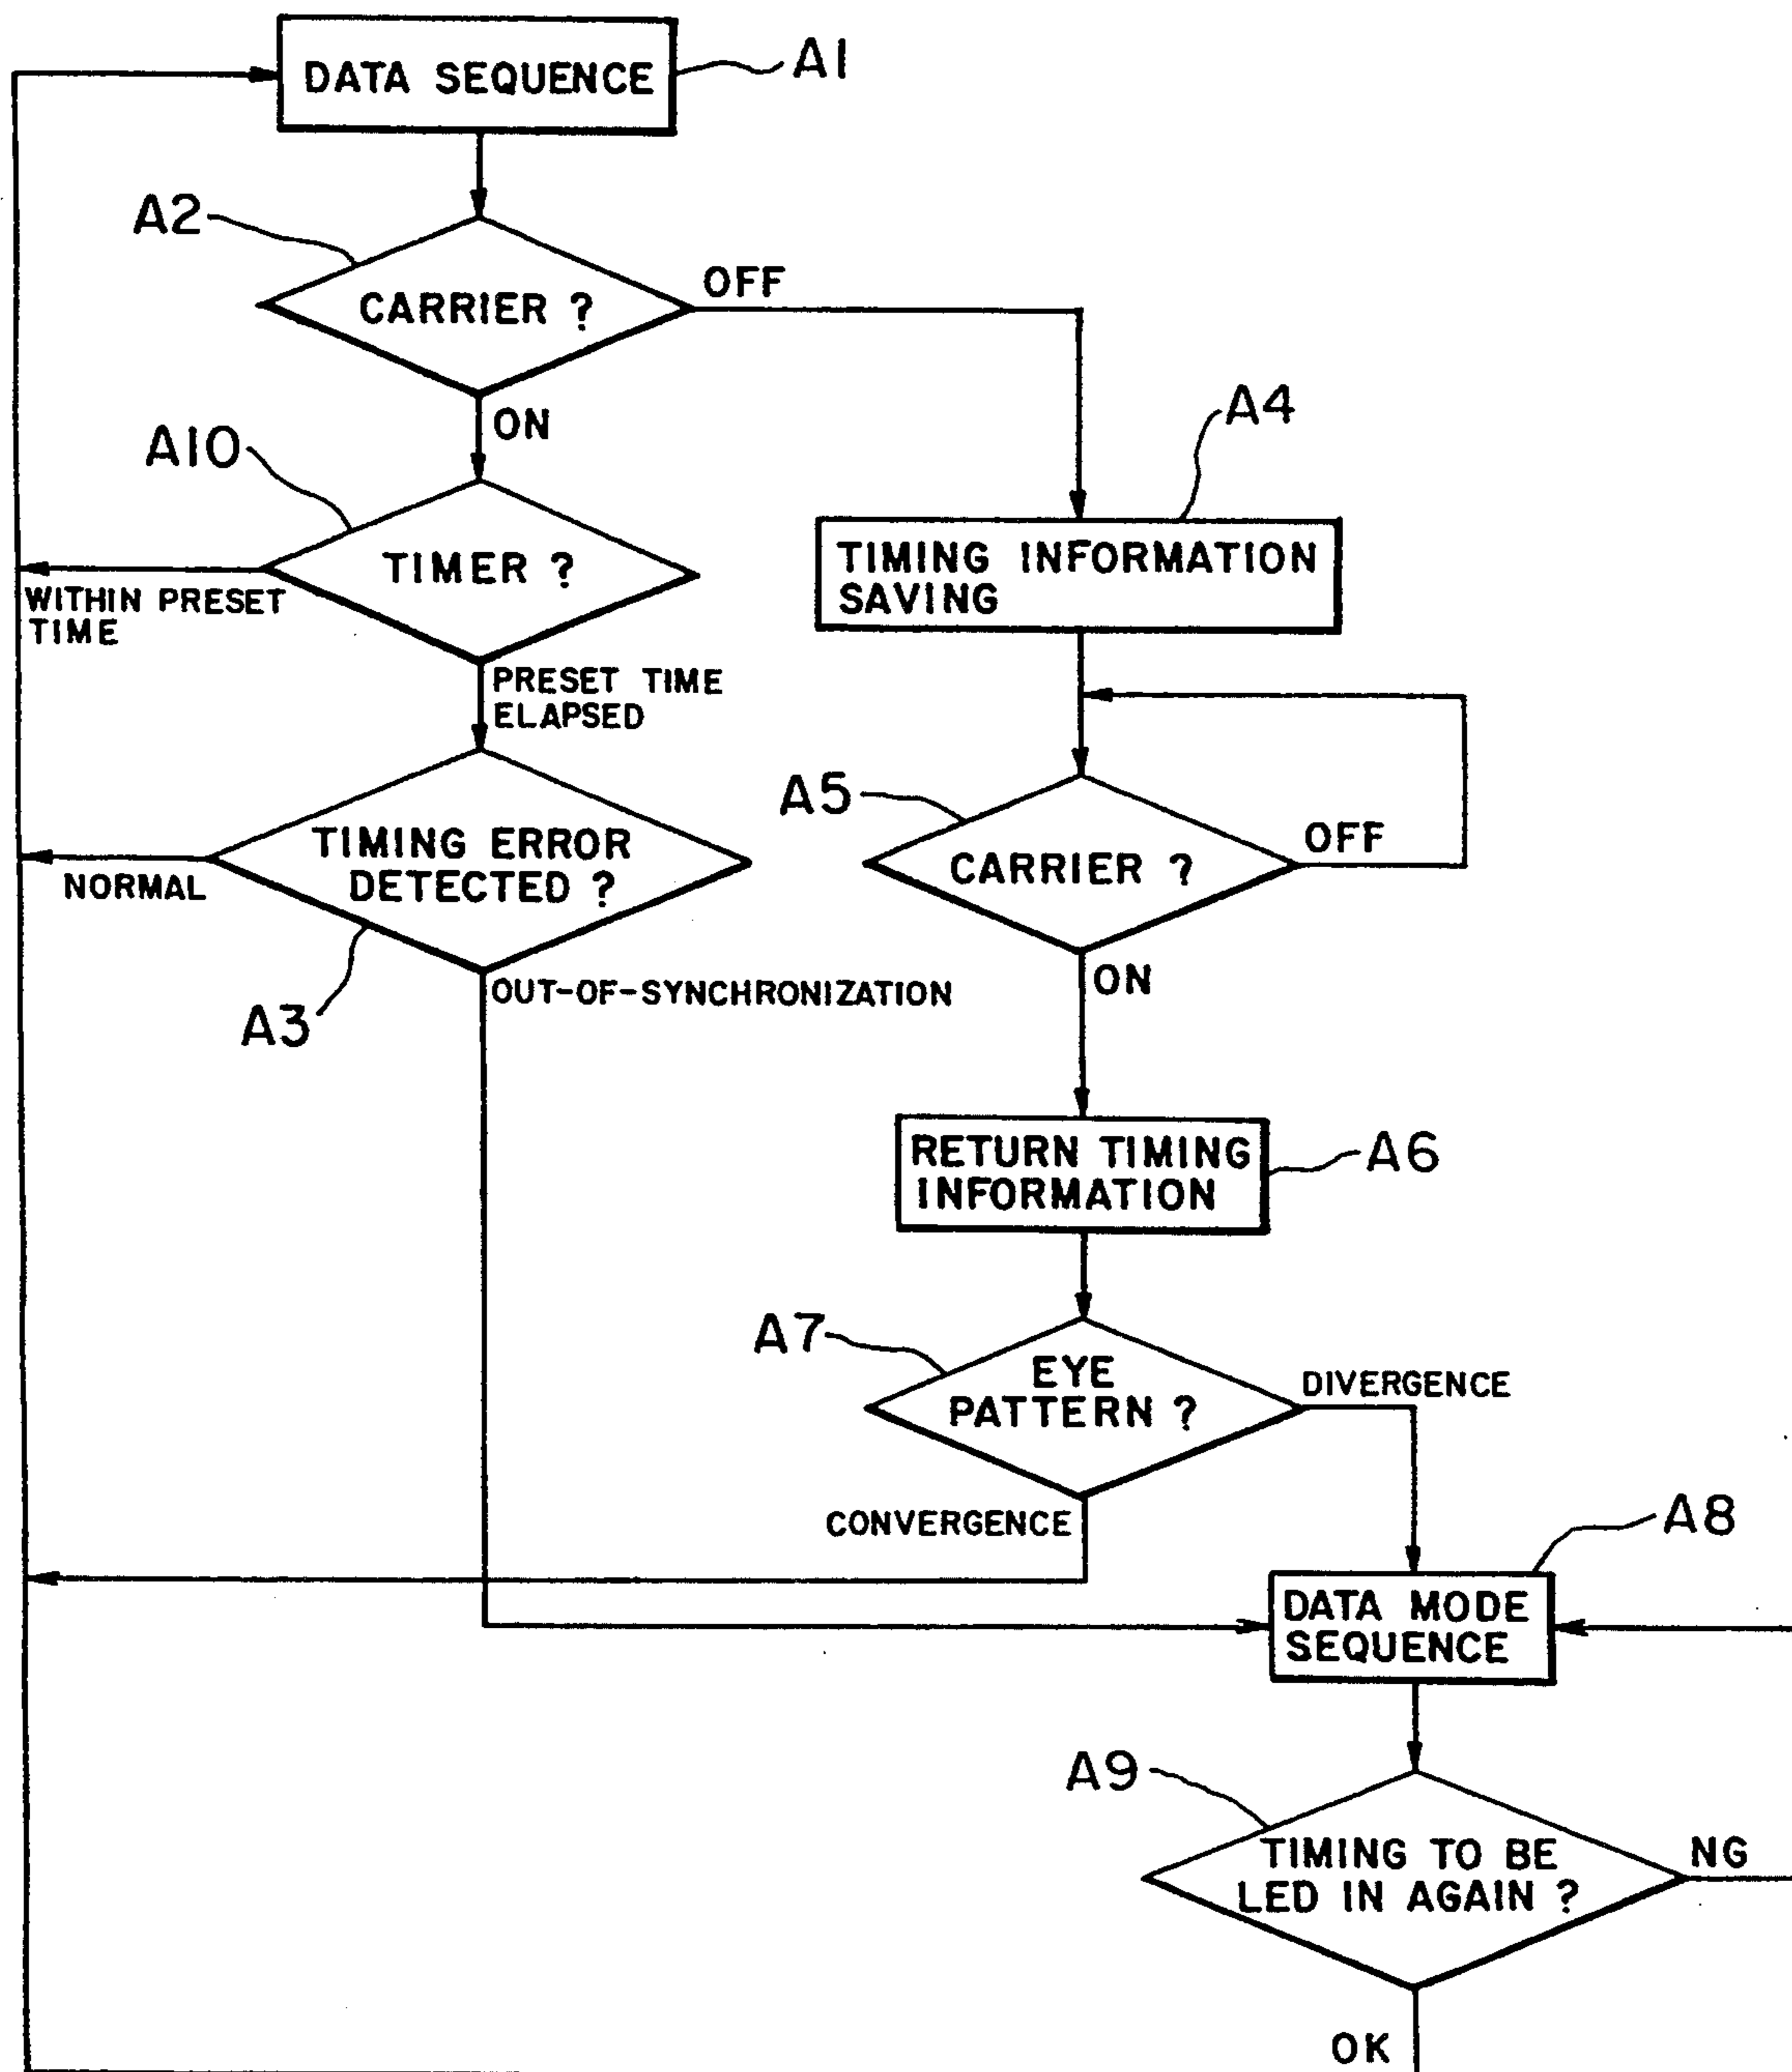 DATA SEQUENCE
A1
A2
CARRIER ?
OFF
ON
A10
TIMER ?
WITHIN PRESET
TIME
PRESET TIME
ELAPSED
A4
TIMING INFORMATION
SAVING
TIMING ERROR
DETECTED ?
NORMAL
A3
OUT-OF-SYNCHRONIZATION
A5
CARRIER ?
OFF
ON
RETURN TIMING
INFORMATION
A6
A7
EYE
PATTERN ?
DIVERGENCE
CONVERGENCE
A8
DATA MODE
SEQUENCE
A9
TIMING TO BE
LED IN AGAIN ?
NG
OK